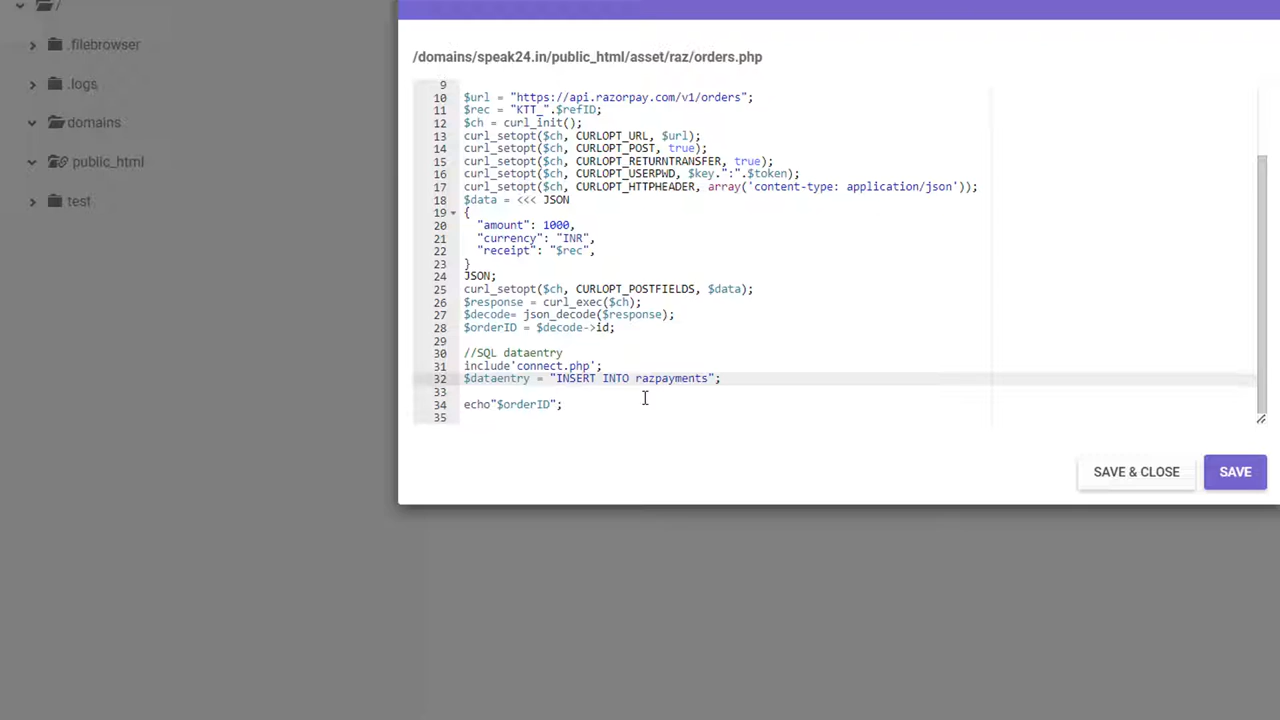 /
.filebrowser
.logs
domains
public_html
test
/domains/speak24.in/public_html/asset/raz/orders.php
9
10 $url = "https://api.razorpay.com/v1/orders";
11 $rec = "KTT_".$refID;
12 $ch = curl_init();
13 curl_setopt($ch, CURLOPT_URL, $url);
14 curl_setopt($ch, CURLOPT_POST, true);
15 curl_setopt($ch, CURLOPT_RETURNTRANSFER, true);
16 curl_setopt($ch, CURLOPT_USERPWD, $key.":".$token);
17 curl_setopt($ch, CURLOPT_HTTPHEADER, array('content-type: application/json'));
18 $data = <<< JSON
19 {
20 "amount": 1000,
21 "currency": "INR",
22 "receipt": "$rec",
23 }
24 JSON;
25 curl_setopt($ch, CURLOPT_POSTFIELDS, $data);
26 $response = curl_exec($ch);
27 $decode= json_decode($response);
28 $orderID = $decode->id;
29
30 //SQL dataentry
31 include'connect.php';
32 $dataentry = "INSERT INTO razpayments";
33
34 echo"$orderID";
35
SAVE & CLOSE
SAVE